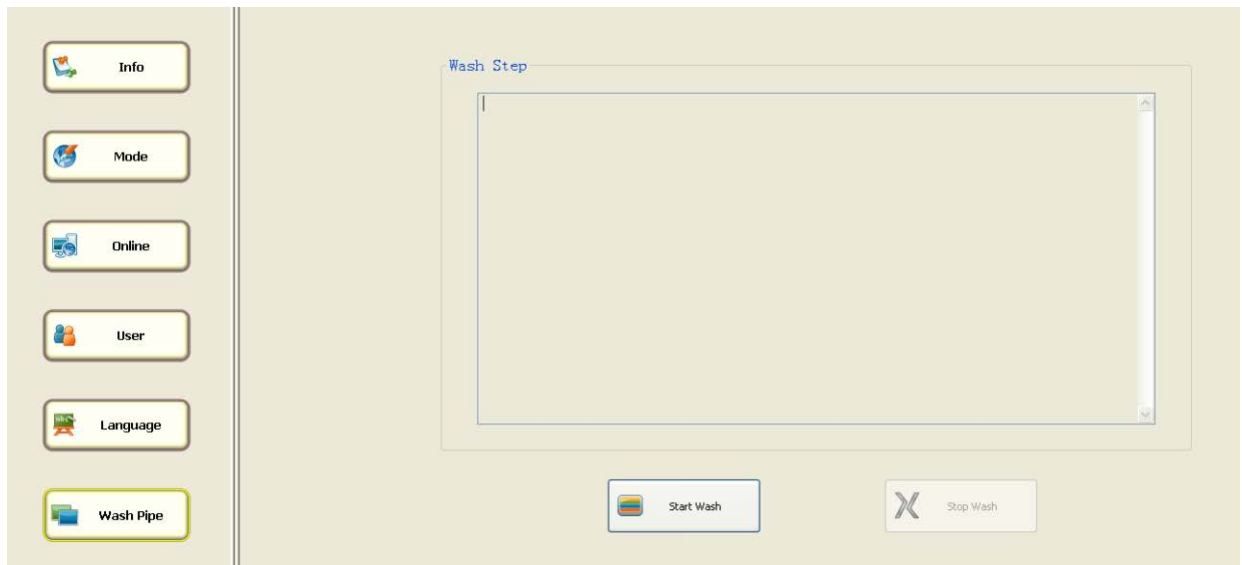 Info
Mode
Online
User
Language
Wash Pipe
Wash Step
Start Wash
Stop Wash